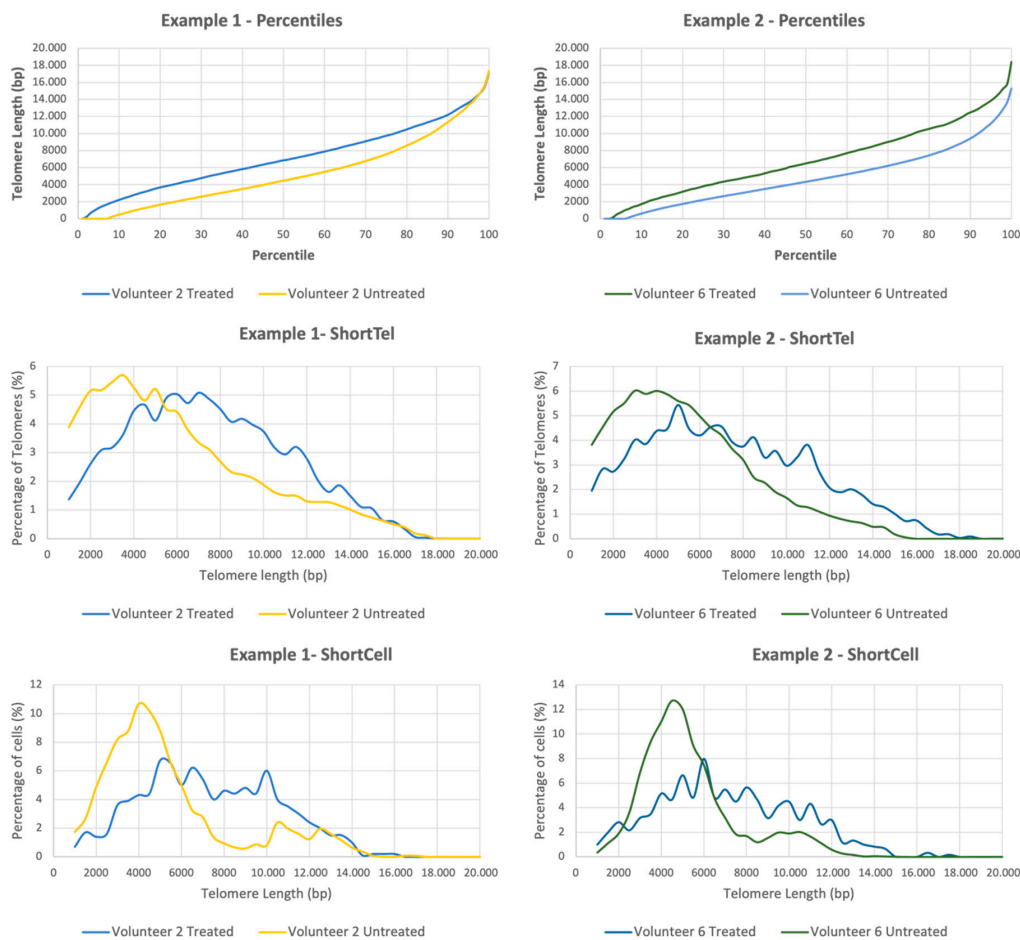 Example 1 - Percentiles
Telomere Length (bp)
20.000
18.000
16.000
14.000
12.000
10.000
8000
6000
4000
2000
0
0 10 20 30 40 50 60 70 80 90 100
Percentile
Volunteer 2 Treated Volunteer 2 Untreated
Example 2 - Percentiles
Telomere Length (bp)
20.000
18.000
16.000
14.000
12.000
10.000
8000
6000
4000
2000
0
0 10 20 30 40 50 60 70 80 90 100
Percentile
Volunteer 6 Treated Volunteer 6 Untreated
Example 1- ShortTel
Percentage of Telomeres (%)
6
5
4
3
2
1
0
0 2000 4000 6000 8000 10.000 12.000 14.000 16.000 18.000 20.000
Telomere length (bp)
Volunteer 2 Treated Volunteer 2 Untreated
Example 2 - ShortTel
Percentage of Telomeres (%)
7
6
5
4
3
2
1
0
0 2000 4000 6000 8000 10.000 12.000 14.000 16.000 18.000 20.000
Telomere length (bp)
Volunteer 6 Treated Volunteer 6 Untreated
Example 1- ShortCell
Percentage of cells (%)
12
10
8
6
4
2
0
0 2000 4000 6000 8000 10.000 12.000 14.000 16.000 18.000 20.000
Telomere Length (bp)
Volunteer 2 Treated Volunteer 2 Untreated
Example 2 - ShortCell
Percentage of cells (%)
14
12
10
8
6
4
2
0
0 2000 4000 6000 8000 10.000 12.000 14.000 16.000 18.000 20.000
Telomere Length (bp)
Volunteer 6 Treated Volunteer 6 Untreated